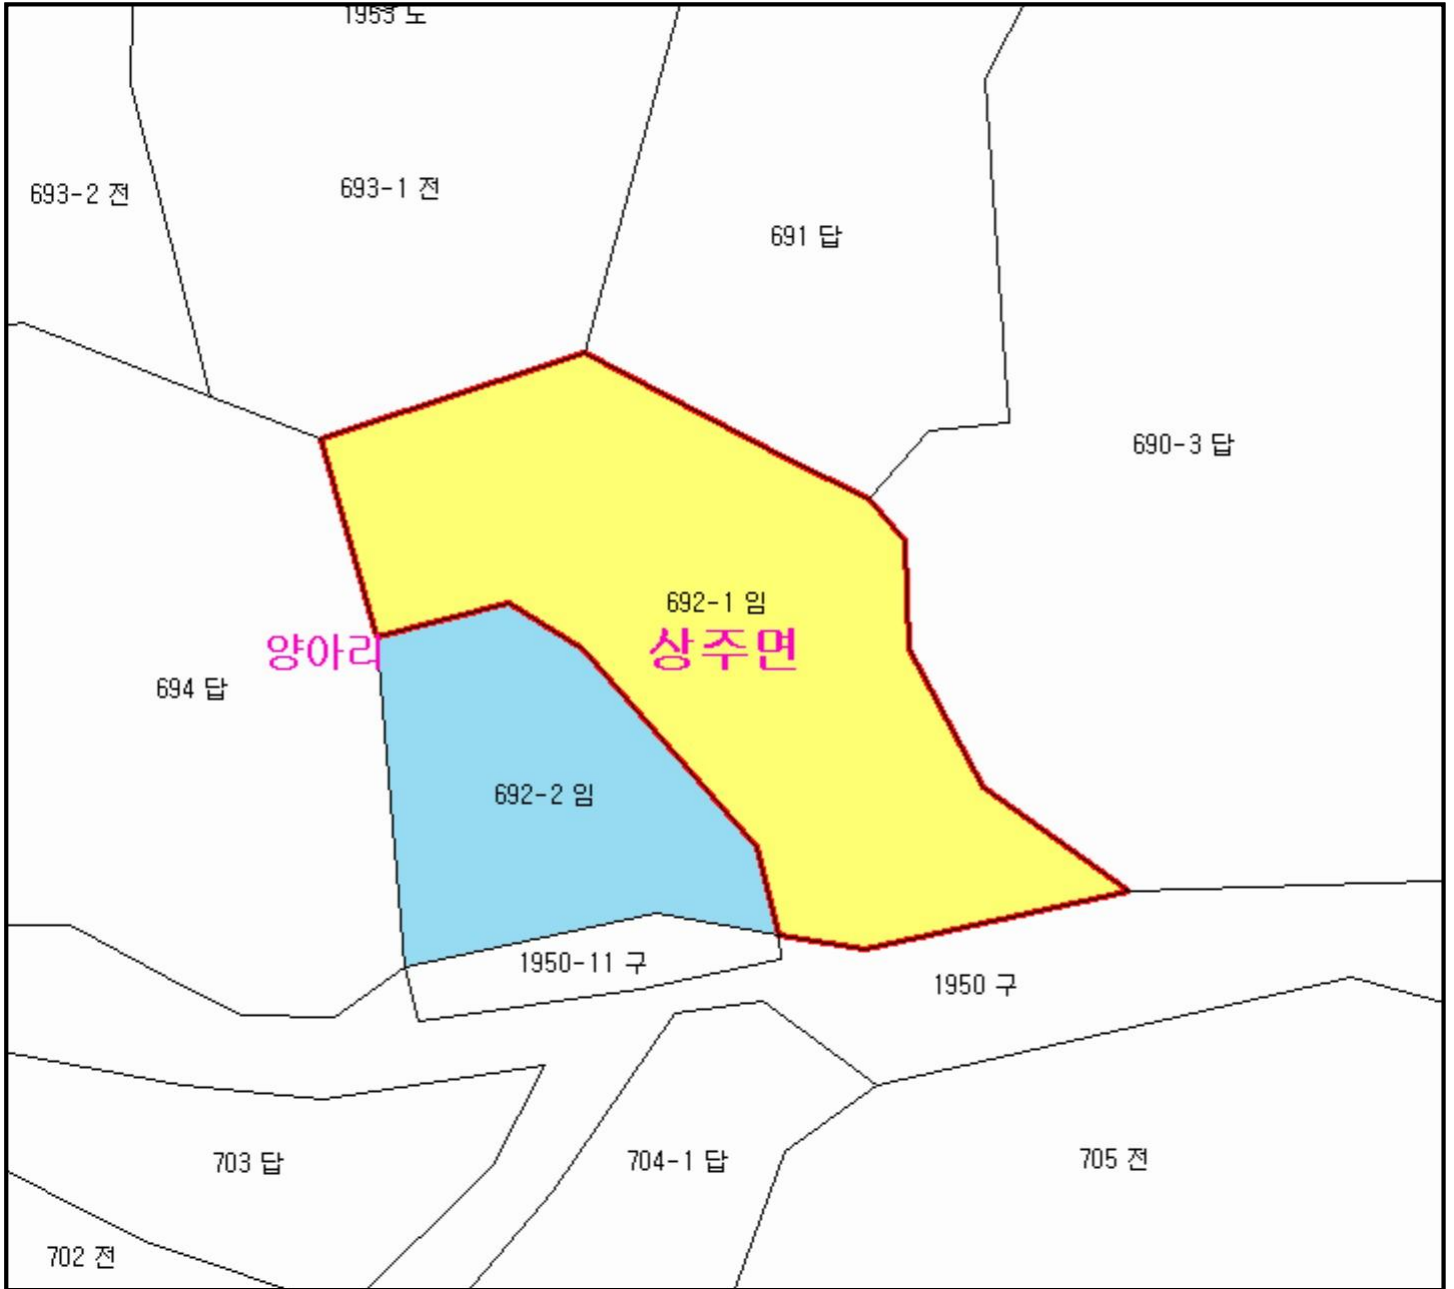 1953 도
693-2 전
693-1 전
691 답
690-3 답
692-1 임
상주면
양아리
694 답
692-2 임
1950-11 구
1950 구
703 답
704-1 답
705 전
702 전